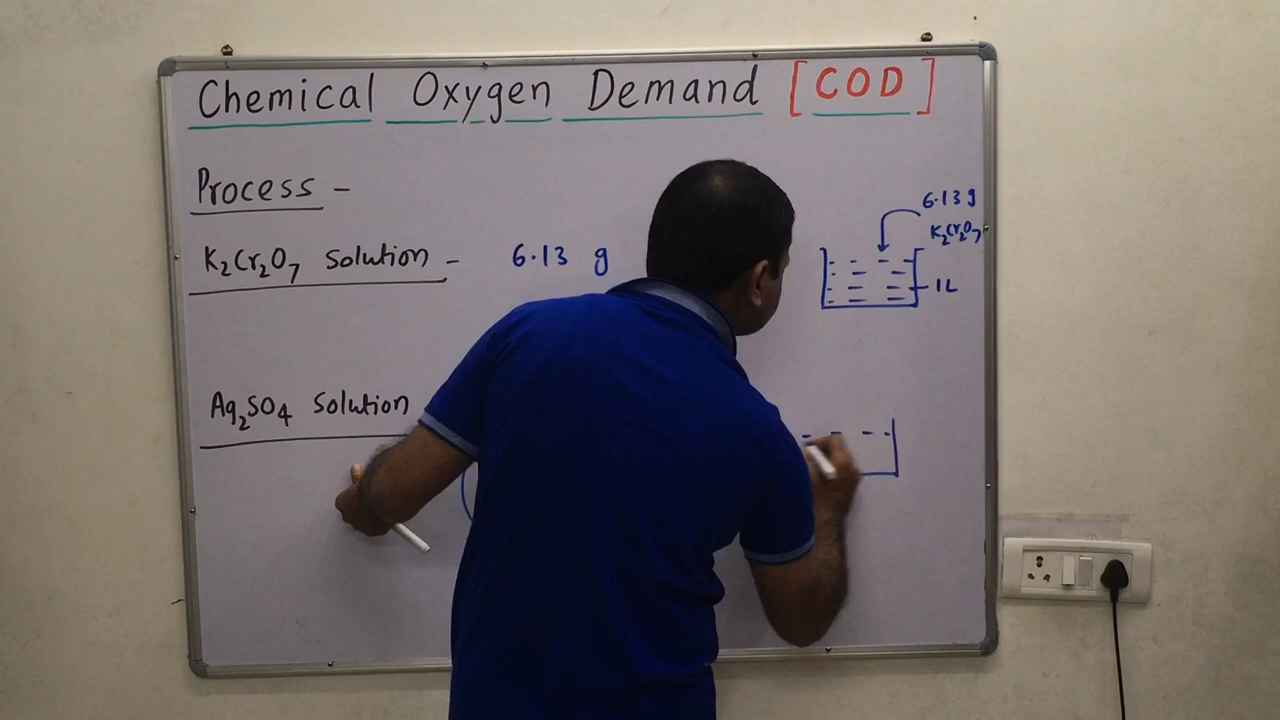 Chemical Oxygen Demand [COD]
Process -
K₂Cr₂O₇ solution - 6.13 g
6.13 g
K₂Cr₂O₇
1L
Ag₂SO₄ solution